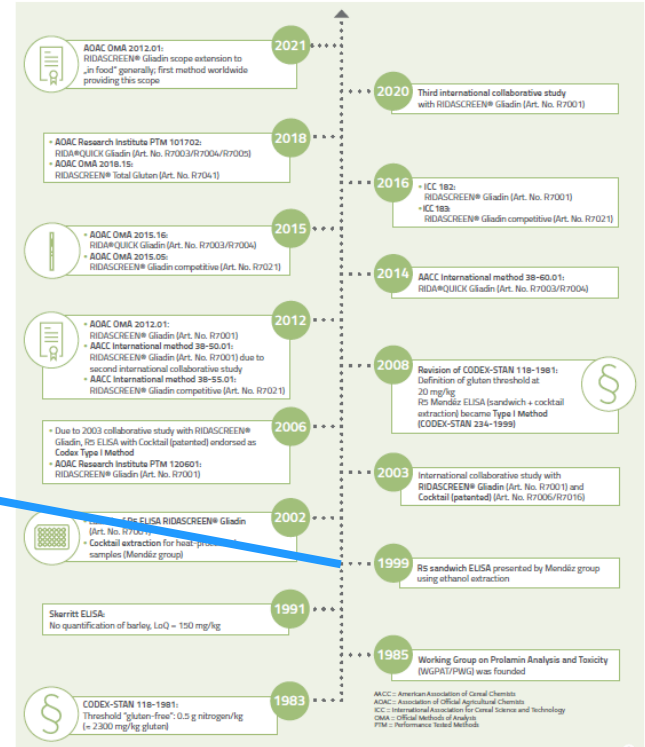 2021
AOAC OMA 2012.01:
RIDASCREEN® Gliadin scope extension to
„in food" generally; first method worldwide
providing this scope
2020
Third international collaborative study
with RIDASCREEN® Gliadin (Art. No. R7001)
2018
• AOAC Research Institute PTM 101702:
RIDA®QUICK Gliadin (Art. No. R7003/R7004/R7005)
• AOAC OMA 2018.15:
RIDASCREEN® Total Gluten (Art. No. R7041)
2016
• ICC 182:
RIDASCREEN® Gliadin (Art. No. R7001)
• ICC 183:
RIDASCREEN® Gliadin competitive (Art. No. R7021)
2015
• AOAC OMA 2015.16:
RIDA®QUICK Gliadin (Art. No. R7003/R7004)
• AOAC OMA 2015.05:
RIDASCREEN® Gliadin competitive (Art. No. R7021)
2014
AACC International method 38-60.01:
RIDA®QUICK Gliadin (Art. No. R7003/R7004)
2012
• AOAC OMA 2012.01:
RIDASCREEN® Gliadin (Art. No. R7001)
• AACC International method 38-50.01:
RIDASCREEN® Gliadin (Art. No. R7001) due to
second international collaborative study
• AACC International method 38-55.01:
RIDASCREEN® Gliadin competitive (Art. No. R7021)
2008
Revision of CODEX-STAN 118-1981:
Definition of gluten threshold at
20 mg/kg
R5 Mendéz ELISA (sandwich + cocktail
extraction) became Type I Method
(CODEX-STAN 234-1999)
2006
• Due to 2003 collaborative study with RIDASCREEN®
Gliadin, R5 ELISA with Cocktail (patented) endorsed as
Codex Type I Method
• AOAC Research Institute PTM 120601:
RIDASCREEN® Gliadin (Art. No. R7001)
2003
International collaborative study with
RIDASCREEN® Gliadin (Art. No. R7001) and
Cocktail (patented) (Art. No. R7006/R7016)
2002
R5 ELISA RIDASCREEN® Gliadin
(Art. No. R7001)
• Cocktail extraction for
samples (Mendéz group)
1999
R5 sandwich ELISA presented by Mendéz group
using ethanol extraction
1991
Skerritt ELISA:
No quantification of barley, LoQ = 150 mg/kg
1985
Working Group on Prolamin Analysis and Toxicity
(WGPAT/PWG) was founded
1983
CODEX-STAN 118-1981:
Threshold "gluten-free": 0.5 g nitrogen/kg
(≈ 2300 mg/kg gluten)
AACC :: American Association of Cereal Chemists
AOAC :: Association of Official Agricultural Chemists
ICC :: International Association for Cereal Science and Technology
OMA :: Official Methods of Analysis
PTM :: Performance Tested Methods